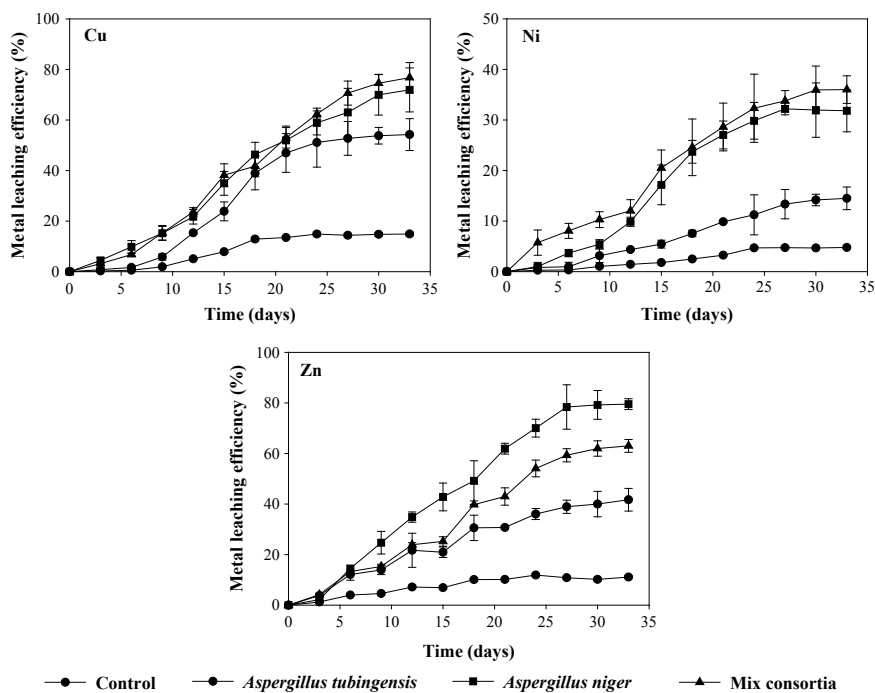 Cu
Metal leaching efficiency (%)
100
80
60
40
20
0
0 5 10 15 20 25 30 35
Time (days)
Ni
Metal leaching efficiency (%)
50
40
30
20
10
0
0 5 10 15 20 25 30 35
Time (days)
Zn
Metal leaching efficiency (%)
100
80
60
40
20
0
0 5 10 15 20 25 30 35
Time (days)
Control Aspergillus tubingensis Aspergillus niger Mix consortia